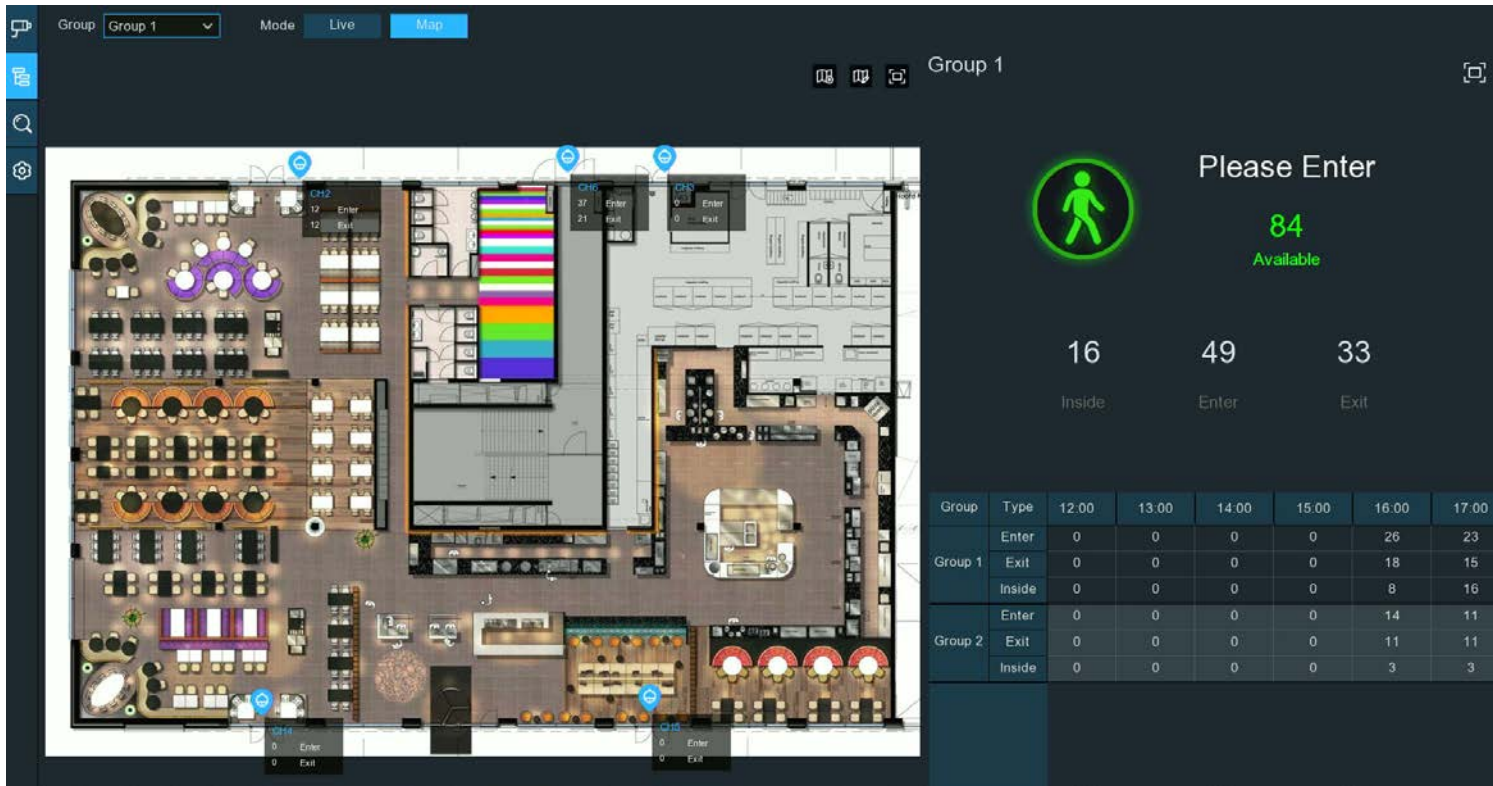 Group Group 1 Mode Live Map
Group 1
Please Enter
84
Available
16 49 33
Inside Enter Exit
CH2
12 Enter
12 Exit
CH6
37 Enter
21 Exit
CH3
0 Enter
0 Exit
CH4
0 Enter
0 Exit
CH5
0 Enter
0 Exit
Group Type 12:00 13:00 14:00 15:00 16:00 17:00
Group 1
Enter 0 0 0 0 26 23
Exit 0 0 0 0 18 15
Inside 0 0 0 0 8 16
Group 2
Enter 0 0 0 0 14 11
Exit 0 0 0 0 11 11
Inside 0 0 0 0 3 3